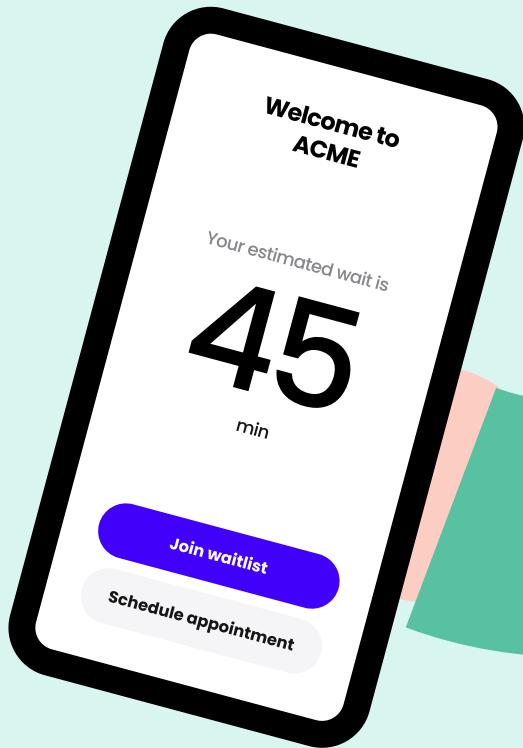 Welcome to
ACME
Your estimated wait is
45
min
Join waitlist
Schedule appointment